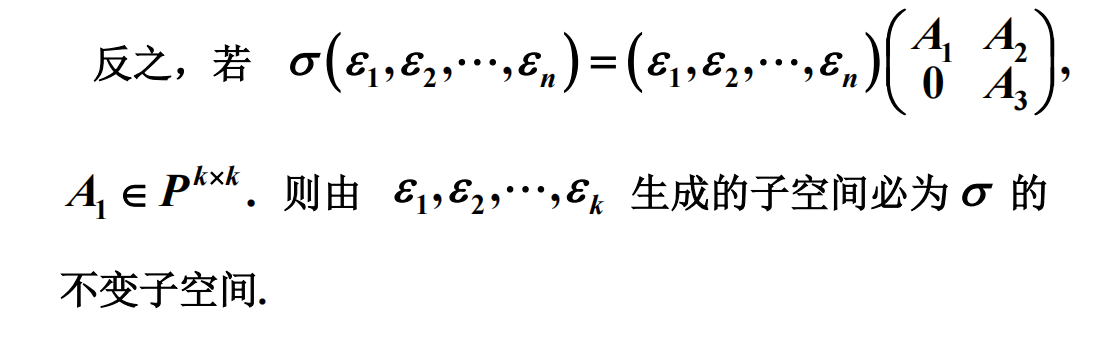 反之，若 σ(ε₁,ε₂,⋯,εₙ)=(ε₁,ε₂,⋯,εₙ)(A₁ A₂ ; 0 A₃),
A₁∈P^{k×k}. 则由 ε₁,ε₂,⋯,εₖ 生成的子空间必为σ的
不变子空间.